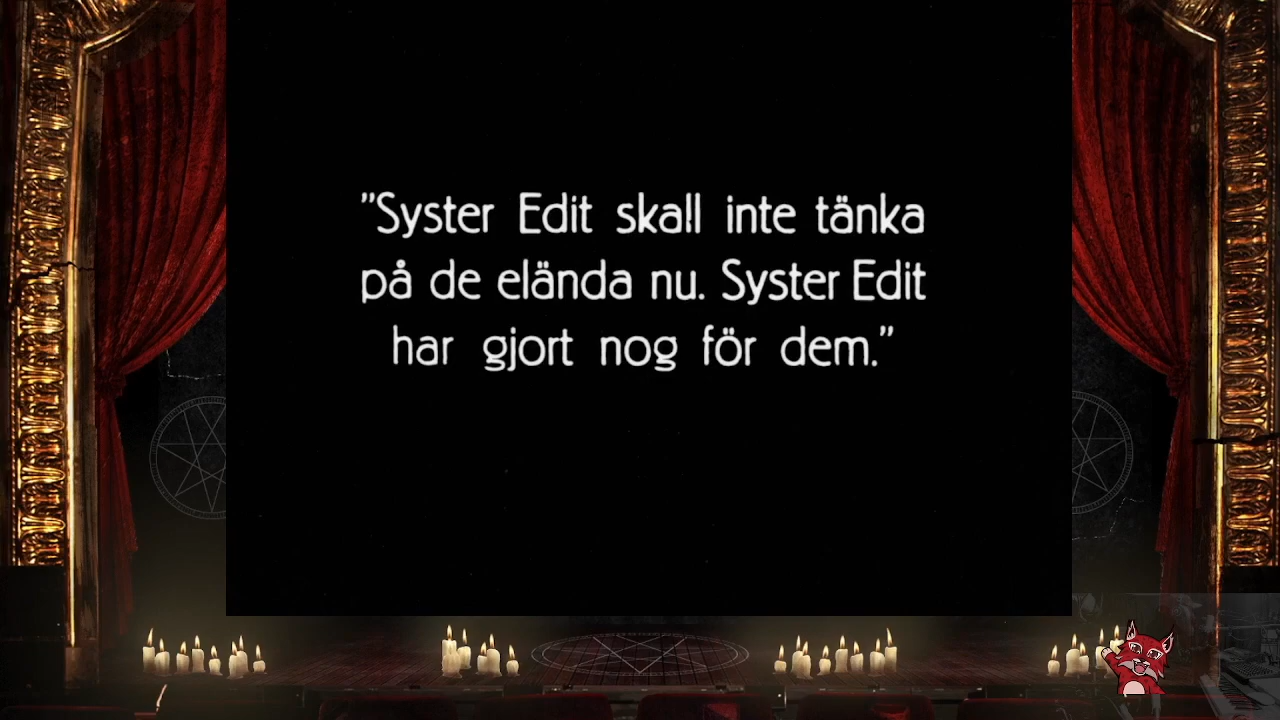 ”Syster Edit skall inte tänka
på de elända nu. Syster Edit
har gjort nog för dem.”